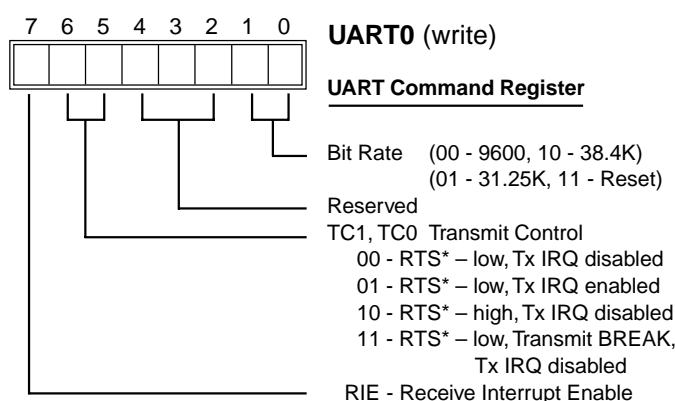 7 6 5 4 3 2 1 0
UART0 (write)
UART Command Register
Bit Rate (00 - 9600, 10 - 38.4K)
(01 - 31.25K, 11 - Reset)
Reserved
TC1, TC0 Transmit Control
00 - RTS* – low, Tx IRQ disabled
01 - RTS* – low, Tx IRQ enabled
10 - RTS* – high, Tx IRQ disabled
11 - RTS* – low, Transmit BREAK,
Tx IRQ disabled
RIE - Receive Interrupt Enable